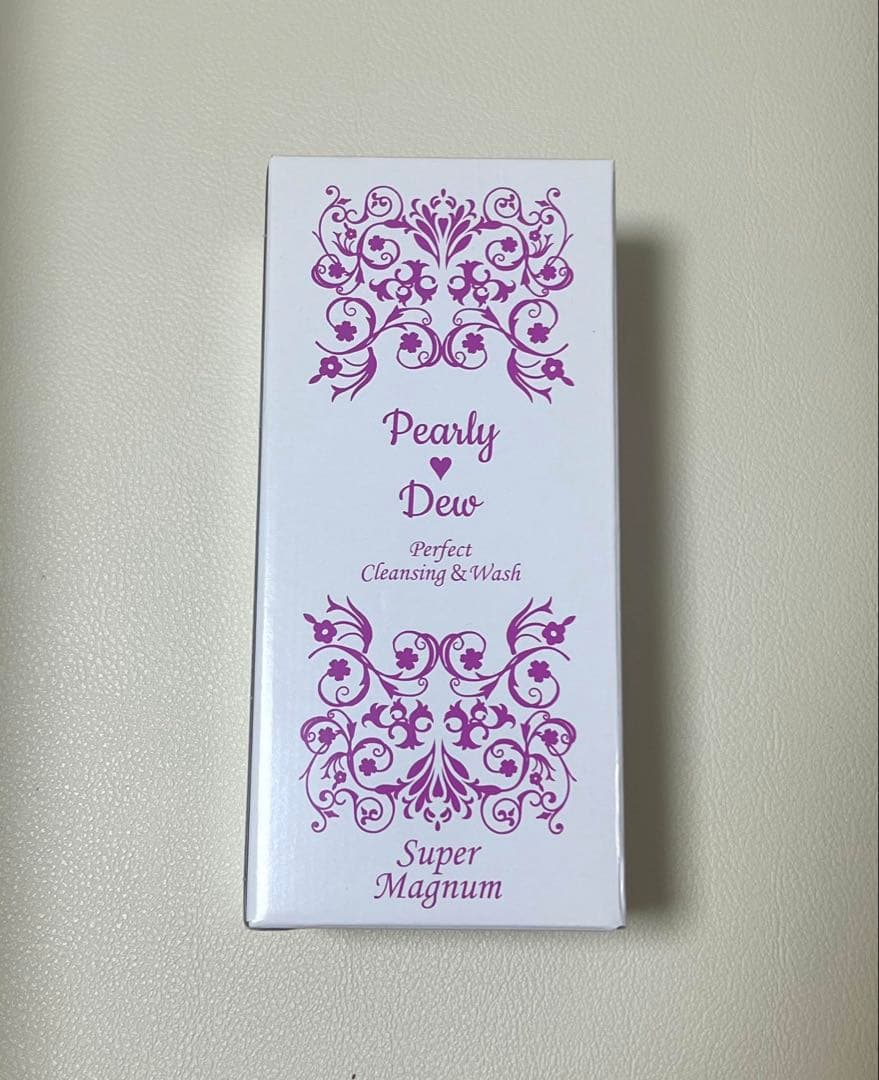 Pearly
♥
Dew
Perfect
Cleansing & Wash
Super
Magnum